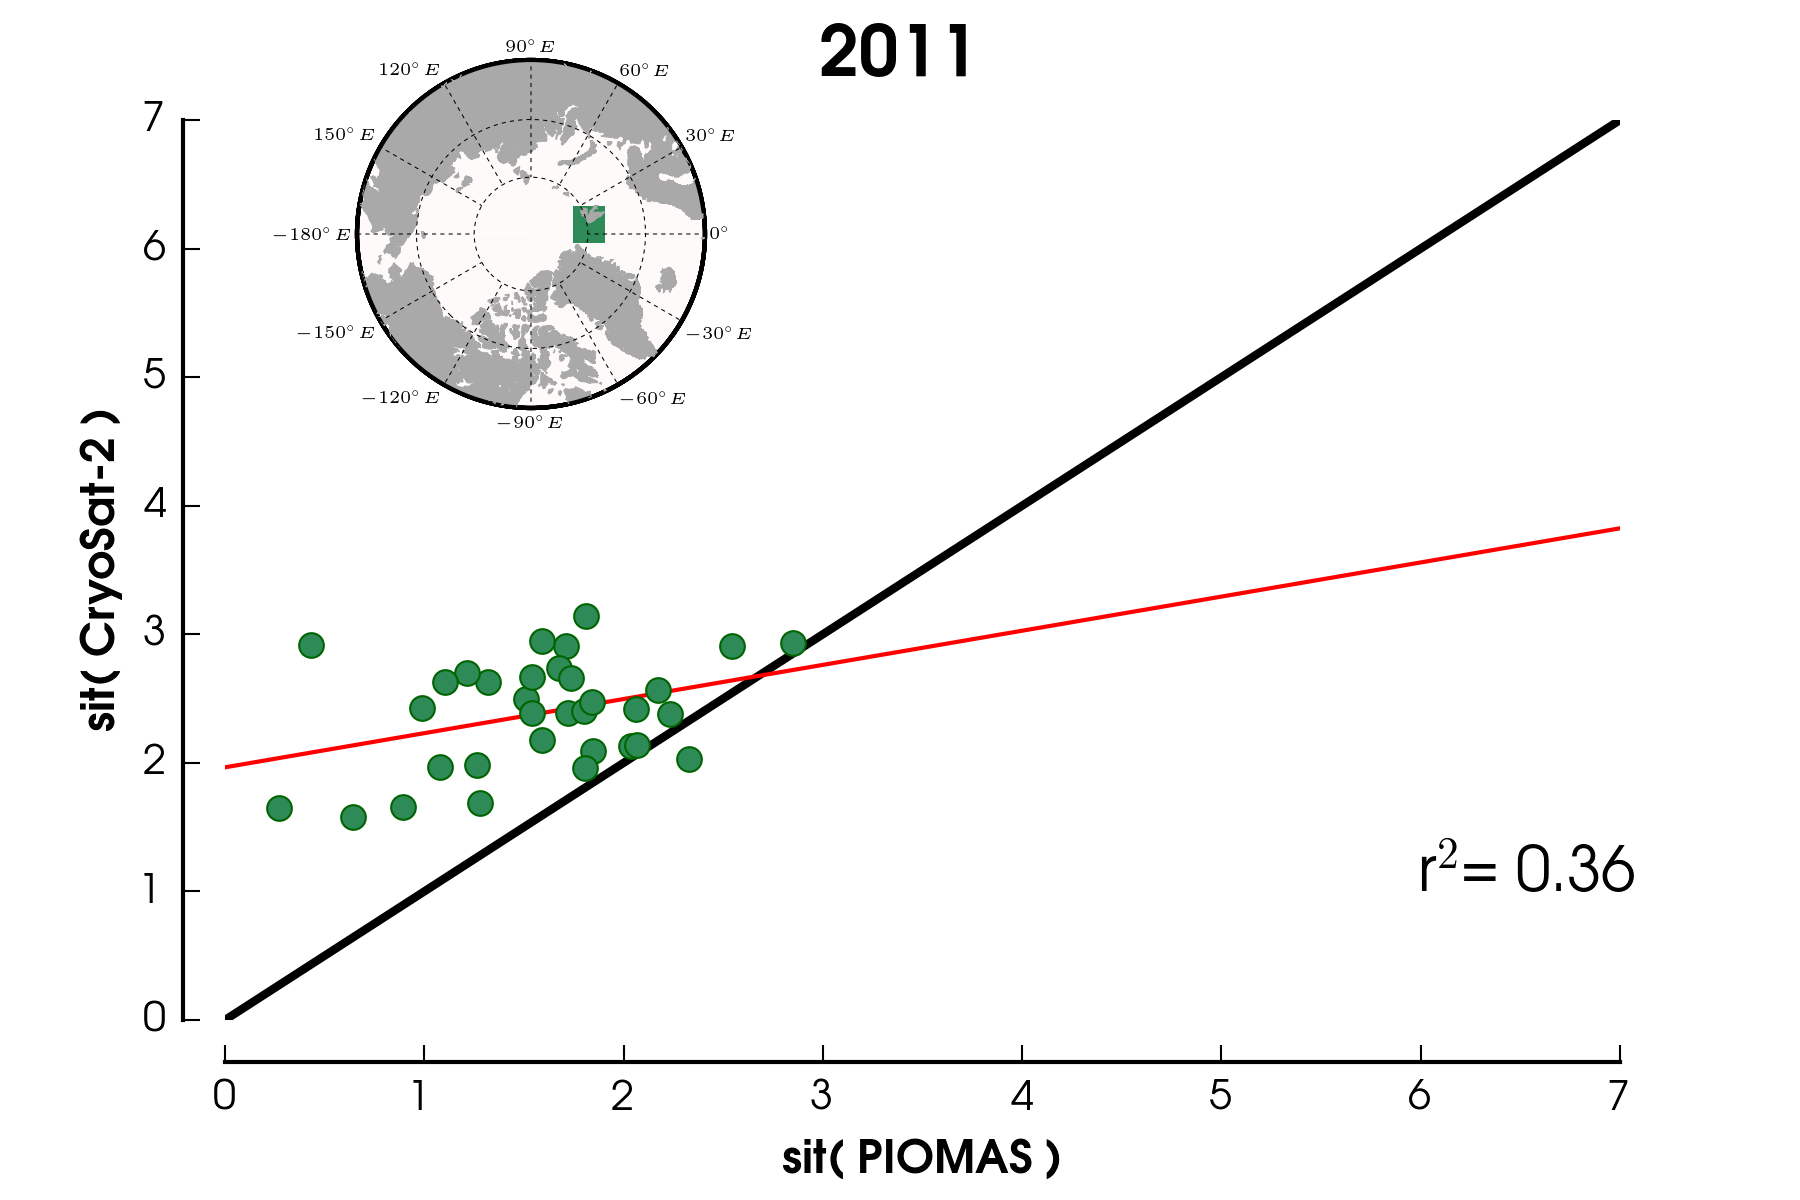 2011
90° E
120° E
60° E
150° E
30° E
−180° E
0°
−150° E
−30° E
−120° E
−60° E
−90° E
7
6
5
4
3
2
1
0
sit( CryoSat-2 )
r²= 0.36
0 1 2 3 4 5 6 7
sit( PIOMAS )